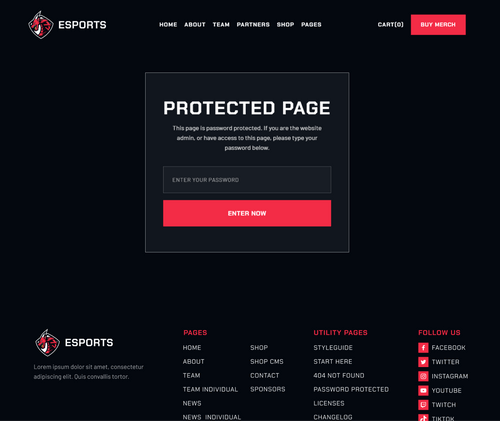 ESPORTS
HOME ABOUT TEAM PARTNERS SHOP PAGES
CART(0)
BUY MERCH
PROTECTED PAGE
This page is password protected. If you are the website
admin, or have access to this page, please type your
password below.
ENTER YOUR PASSWORD
ENTER NOW
ESPORTS
Lorem ipsum dolor sit amet, consectetur
adipiscing elit. Quis convallis tortor.
PAGES
HOME
ABOUT
TEAM
TEAM INDIVIDUAL
NEWS
NEWS INDIVIDUAL
SHOP
SHOP CMS
CONTACT
SPONSORS
UTILITY PAGES
STYLEGUIDE
START HERE
404 NOT FOUND
PASSWORD PROTECTED
LICENSES
CHANGELOG
FOLLOW US
FACEBOOK
TWITTER
INSTAGRAM
YOUTUBE
TWITCH
TIKTOK